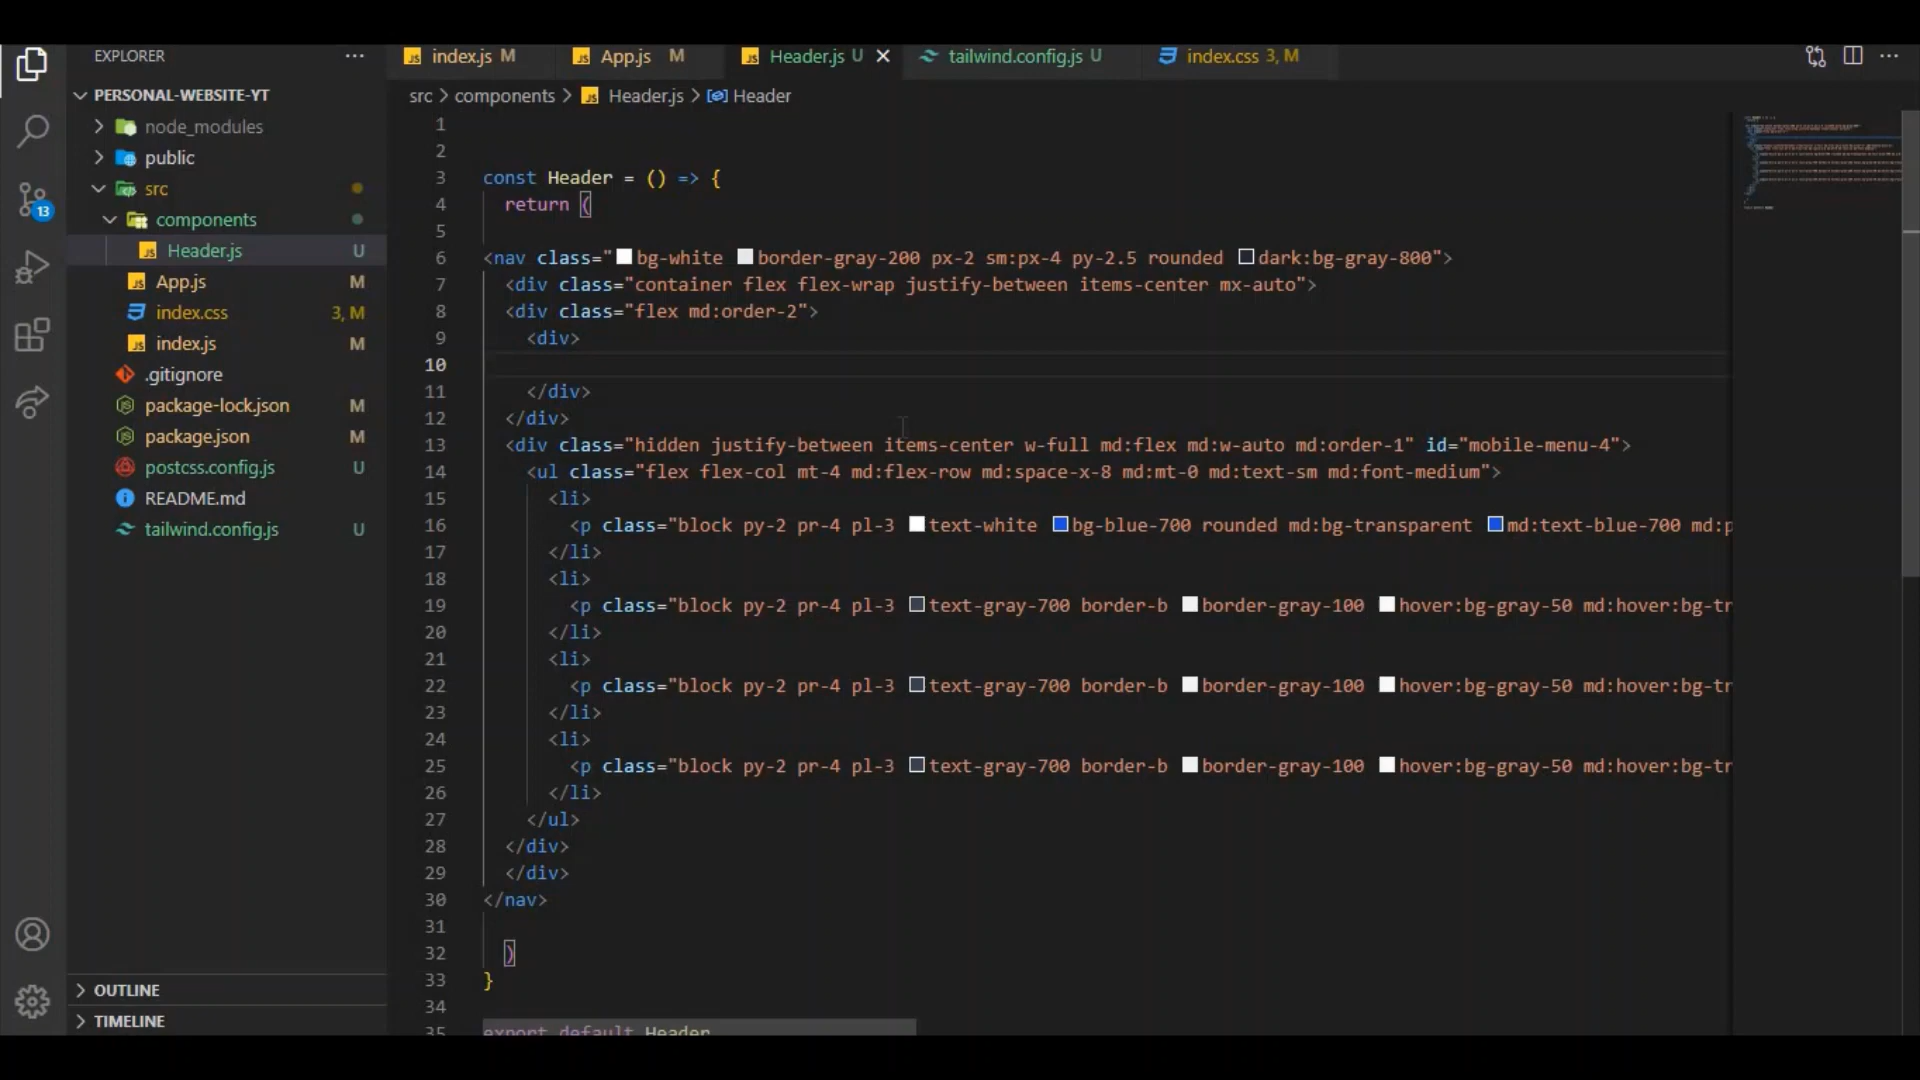 EXPLORER
PERSONAL-WEBSITE-YT
node_modules
public
src
components
Header.js U
App.js M
index.css 3, M
index.js M
.gitignore
package-lock.json M
package.json M
postcss.config.js U
README.md
tailwind.config.js U
OUTLINE
TIMELINE
13
index.js M App.js M Header.js U tailwind.config.js U index.css 3, M
src > components > Header.js > Header
1
2
3 const Header = () => {
4 return (
5
6 <nav class="bg-white border-gray-200 px-2 sm:px-4 py-2.5 rounded dark:bg-gray-800">
7 <div class="container flex flex-wrap justify-between items-center mx-auto">
8 <div class="flex md:order-2">
9 <div>
10
11 </div>
12 </div>
13 <div class="hidden justify-between items-center w-full md:flex md:w-auto md:order-1" id="mobile-menu-4">
14 <ul class="flex flex-col mt-4 md:flex-row md:space-x-8 md:mt-0 md:text-sm md:font-medium">
15 <li>
16 <p class="block py-2 pr-4 pl-3 text-white bg-blue-700 rounded md:bg-transparent md:text-blue-700 md:p
17 </li>
18 <li>
19 <p class="block py-2 pr-4 pl-3 text-gray-700 border-b border-gray-100 hover:bg-gray-50 md:hover:bg-tr
20 </li>
21 <li>
22 <p class="block py-2 pr-4 pl-3 text-gray-700 border-b border-gray-100 hover:bg-gray-50 md:hover:bg-tr
23 </li>
24 <li>
25 <p class="block py-2 pr-4 pl-3 text-gray-700 border-b border-gray-100 hover:bg-gray-50 md:hover:bg-tr
26 </li>
27 </ul>
28 </div>
29 </div>
30 </nav>
31
32 )
33 }
34
35 export default Header